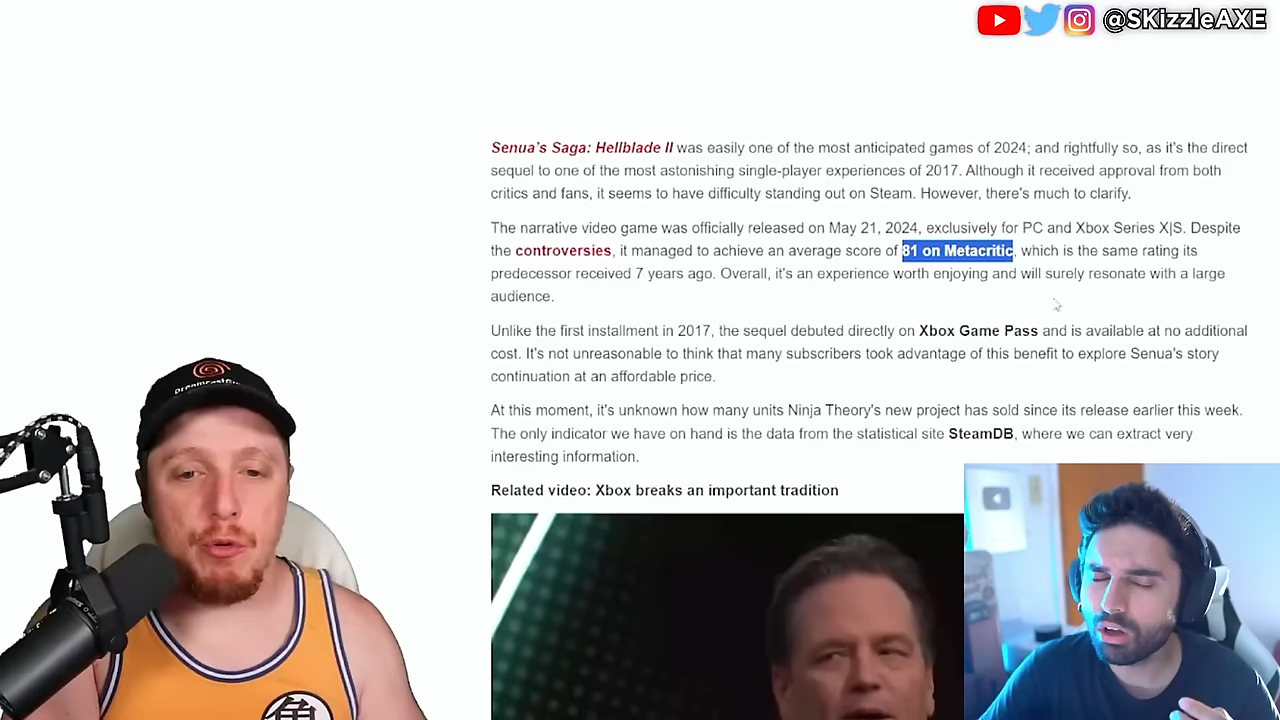 @SKizzleAXE
Senua's Saga: Hellblade II was easily one of the most anticipated games of 2024; and rightfully so, as it's the direct
sequel to one of the most astonishing single-player experiences of 2017. Although it received approval from both
critics and fans, it seems to have difficulty standing out on Steam. However, there's much to clarify.
The narrative video game was officially released on May 21, 2024, exclusively for PC and Xbox Series X|S. Despite
the controversies, it managed to achieve an average score of 81 on Metacritic, which is the same rating its
predecessor received 7 years ago. Overall, it's an experience worth enjoying and will surely resonate with a large
audience.
Unlike the first installment in 2017, the sequel debuted directly on Xbox Game Pass and is available at no additional
cost. It's not unreasonable to think that many subscribers took advantage of this benefit to explore Senua's story
continuation at an affordable price.
At this moment, it's unknown how many units Ninja Theory's new project has sold since its release earlier this week.
The only indicator we have on hand is the data from the statistical site SteamDB, where we can extract very
interesting information.
Related video: Xbox breaks an important tradition
亀